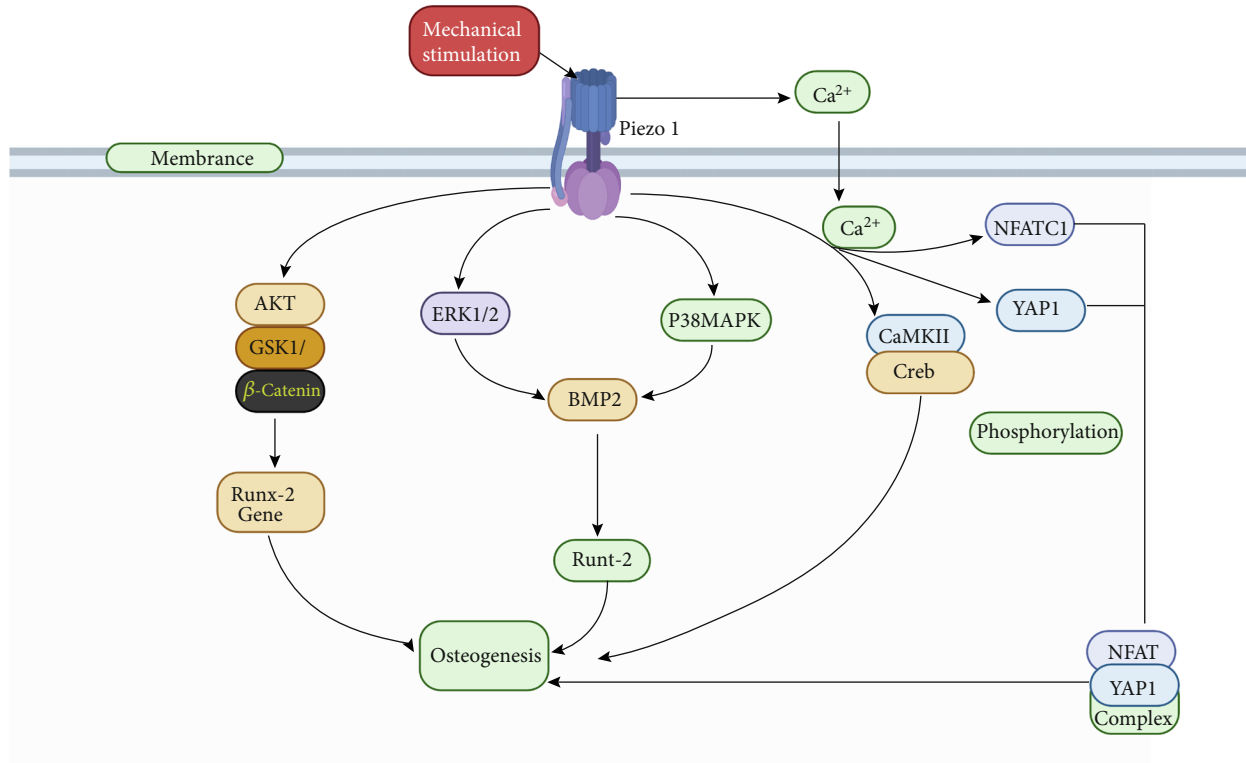 Mechanical
stimulation
Ca²⁺
Piezo 1
Membrance
Ca²⁺
NFATC1
AKT
ERK1/2
P38MAPK
YAP1
GSK1/
CaMKII
Creb
β-Catenin
BMP2
Phosphorylation
Runx-2
Gene
Runt-2
Osteogenesis
NFAT
YAP1
Complex